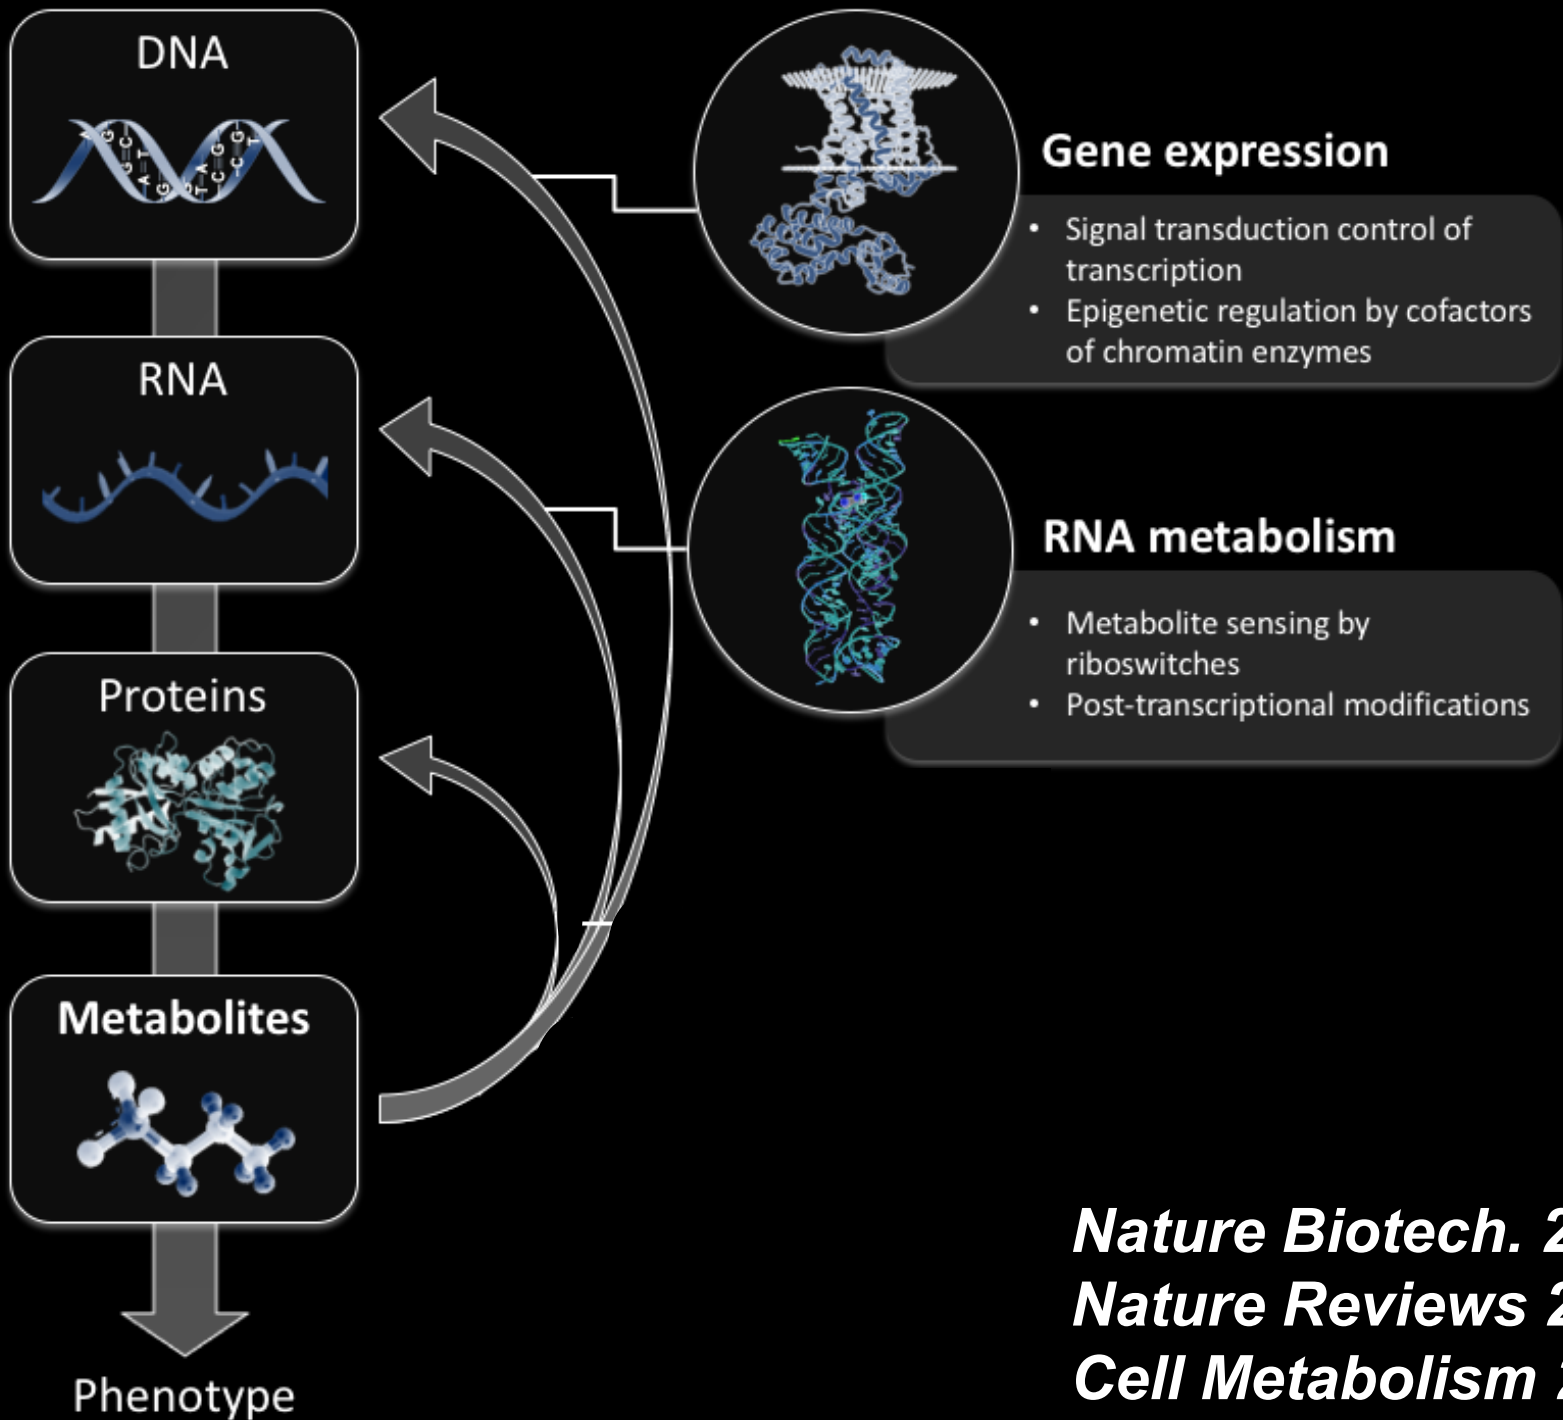 DNA
RNA
Proteins
Metabolites
Phenotype
Gene expression
• Signal transduction control of
transcription
• Epigenetic regulation by cofactors
of chromatin enzymes
RNA metabolism
• Metabolite sensing by
riboswitches
• Post-transcriptional modifications
Nature Biotech.
Nature Reviews
Cell Metabolism